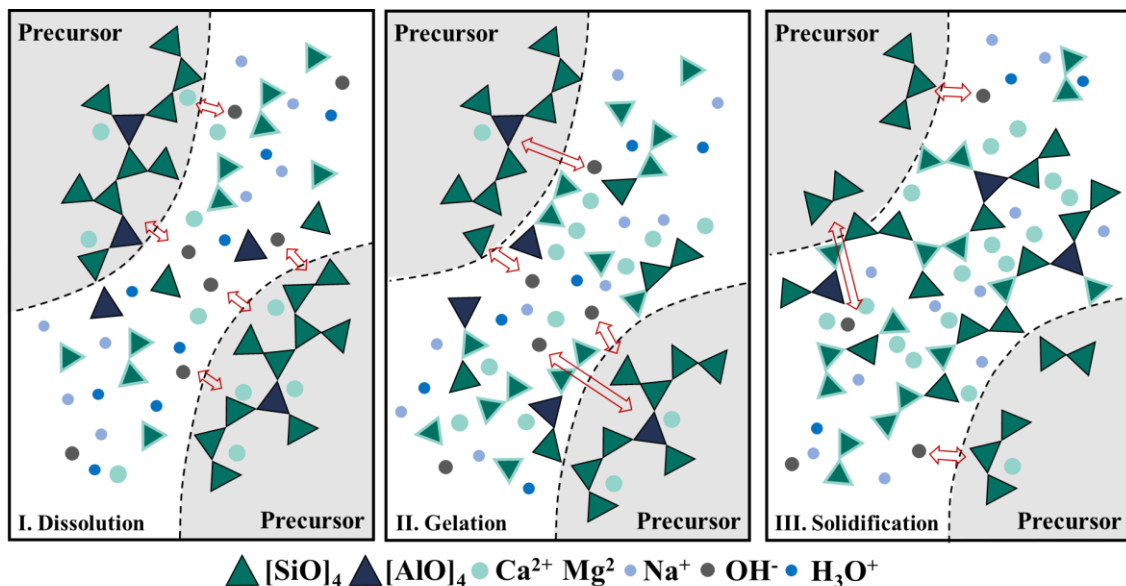 Precursor
I. Dissolution
Precursor
Precursor
II. Gelation
Precursor
Precursor
III. Solidification
Precursor
[SiO]₄ [AlO]₄ Ca²⁺ Mg² Na⁺ OH⁻ H₃O⁺